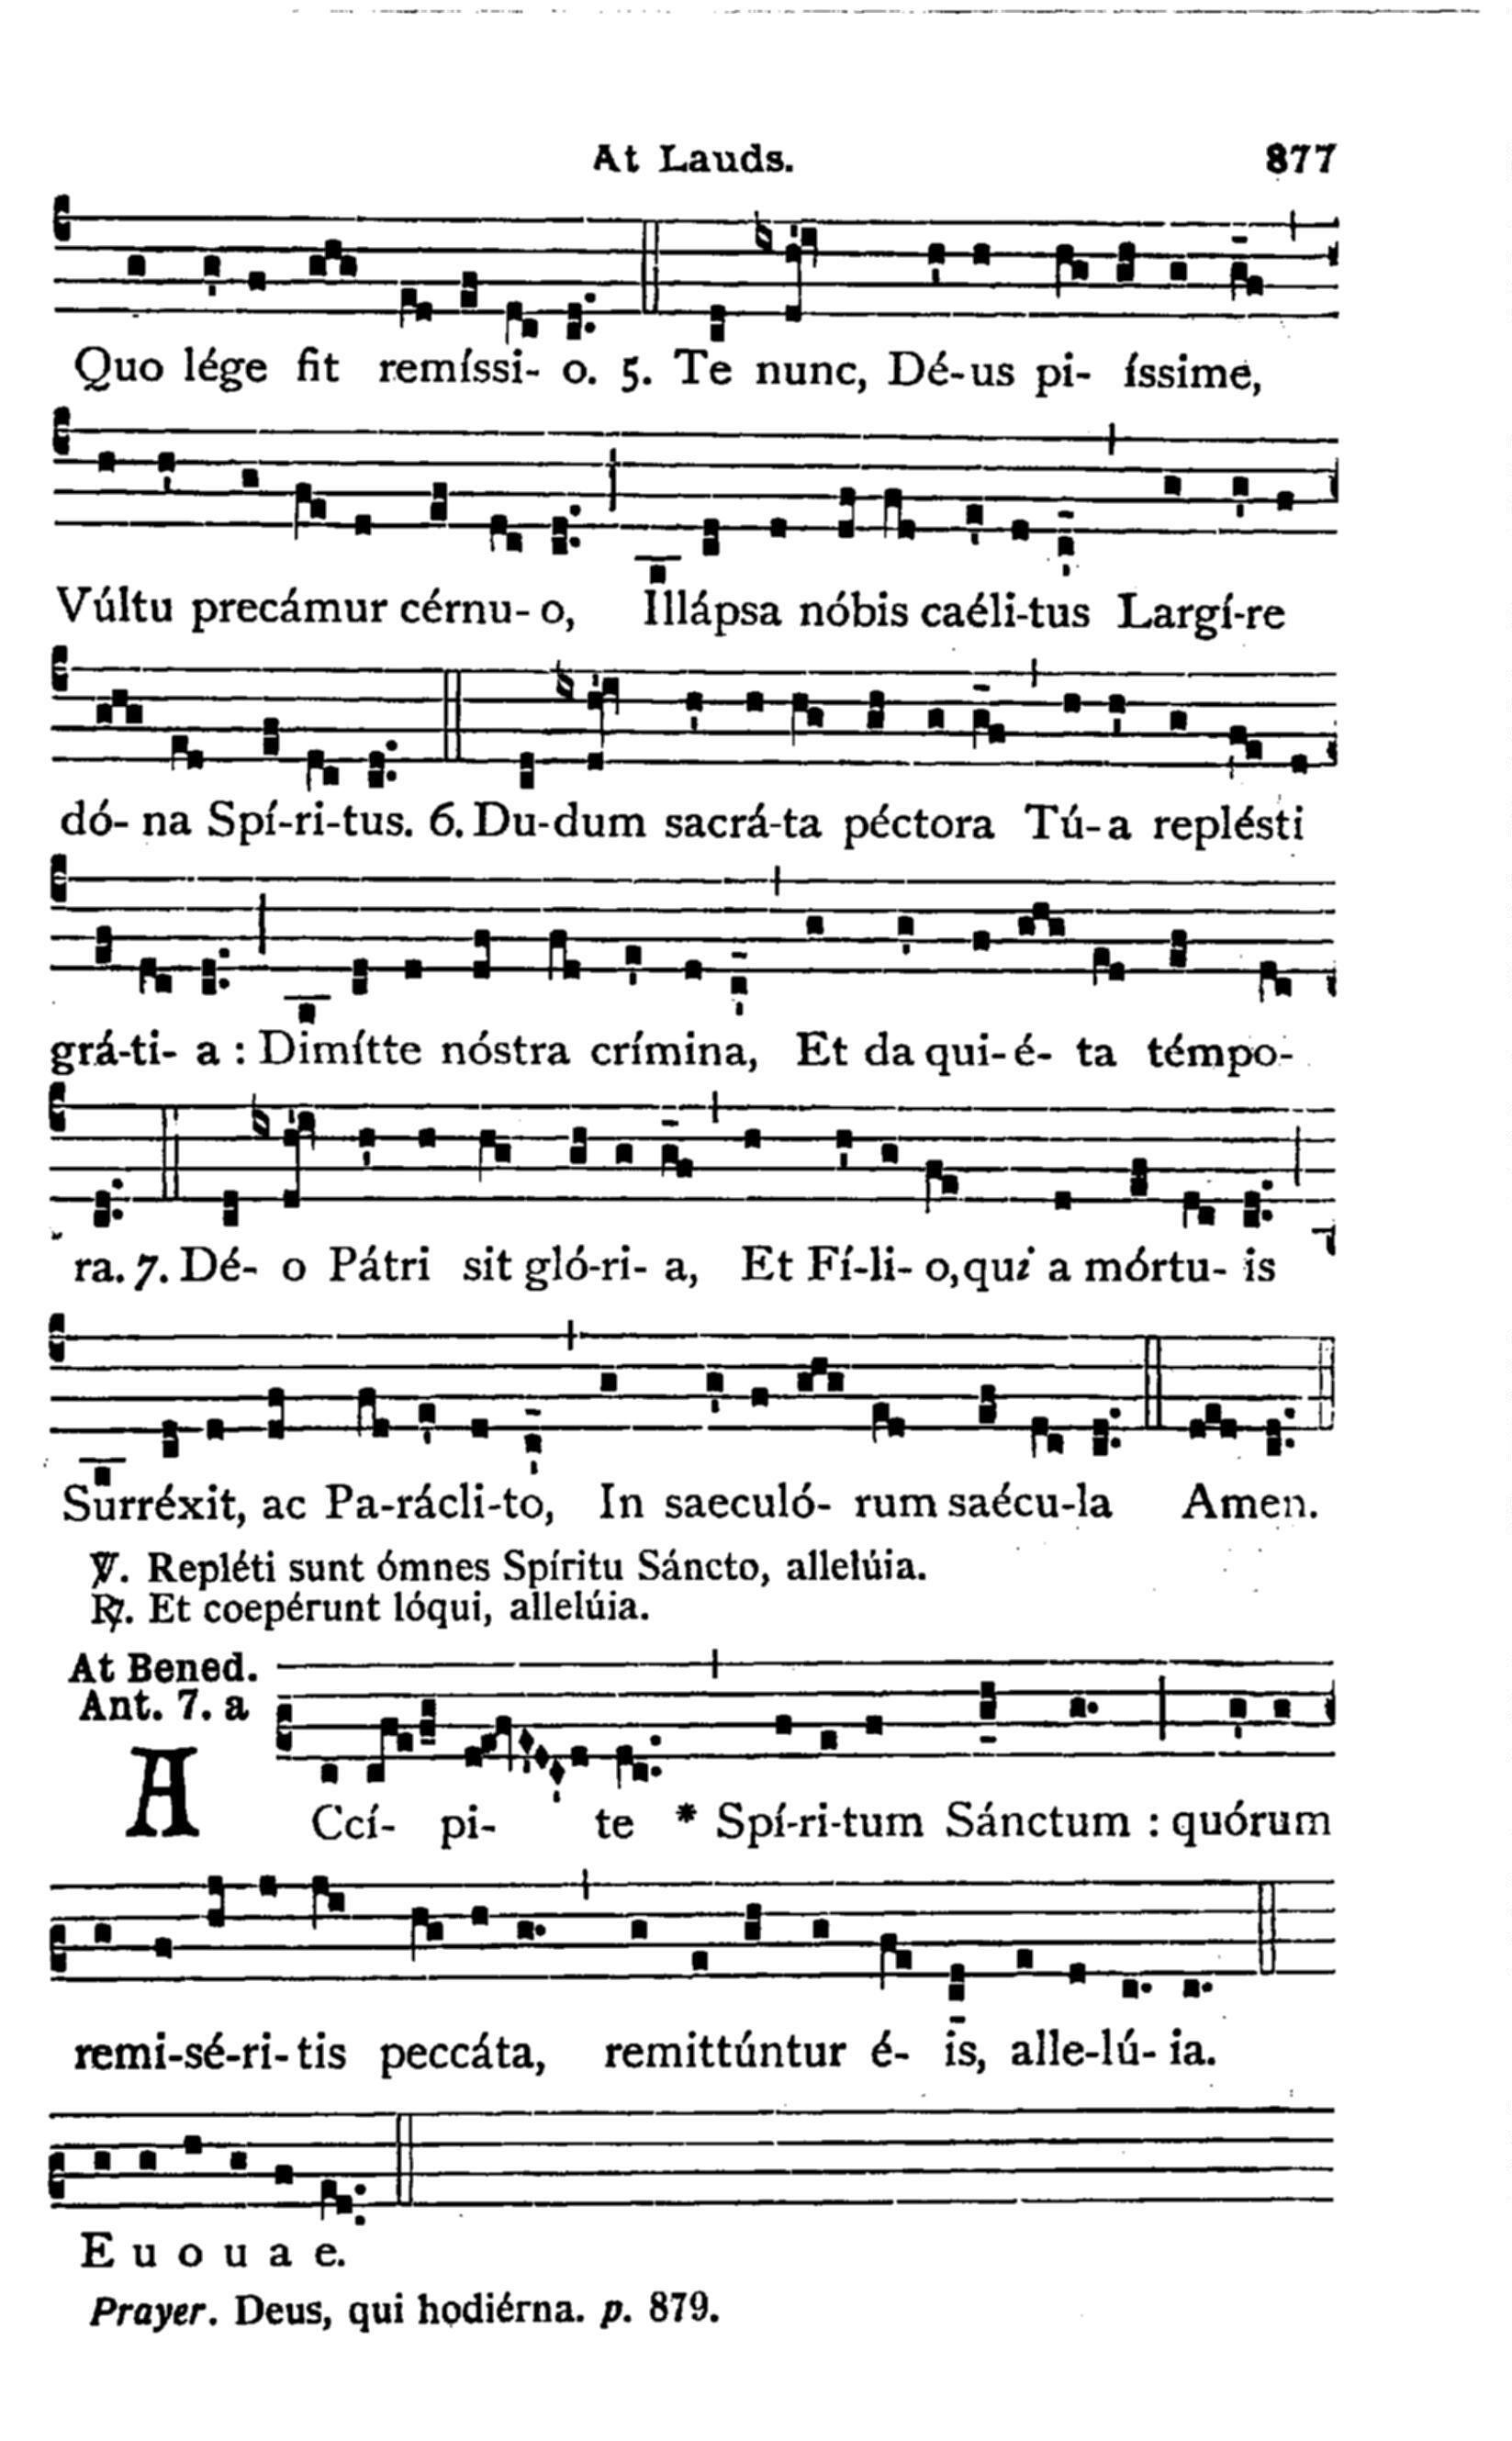 At Lauds. 877
Quo lége fit remíssi- o. 5. Te nunc, Dé-us pi- íssime,
Vúltu precámur cérnu- o, Illápsa nóbis caéli-tus Largí-re
dó- na Spí-ri-tus. 6. Du-dum sacrá-ta péctora Tú-a replésti
grá-ti- a : Dimítte nóstra crímina, Et da qui-é- ta témpo-
ra. 7. Dé- o Pátri sit gló-ri- a, Et Fí-li- o, qui a mórtu- is
Surréxit, ac Pa-rácli-to, In saeculó- rum saécu-la Amen.
℣. Repléti sunt ómnes Spíritu Sáncto, allelúia.
℟. Et coepérunt lóqui, allelúia.
At Bened.
Ant. 7. a
ACcí- pi- te * Spí-ri-tum Sánctum : quórum
remi-sé-ri-tis peccáta, remittúntur é- is, alle-lú- ia.
E u o u a e.
Prayer. Deus, qui hodiérna. p. 879.